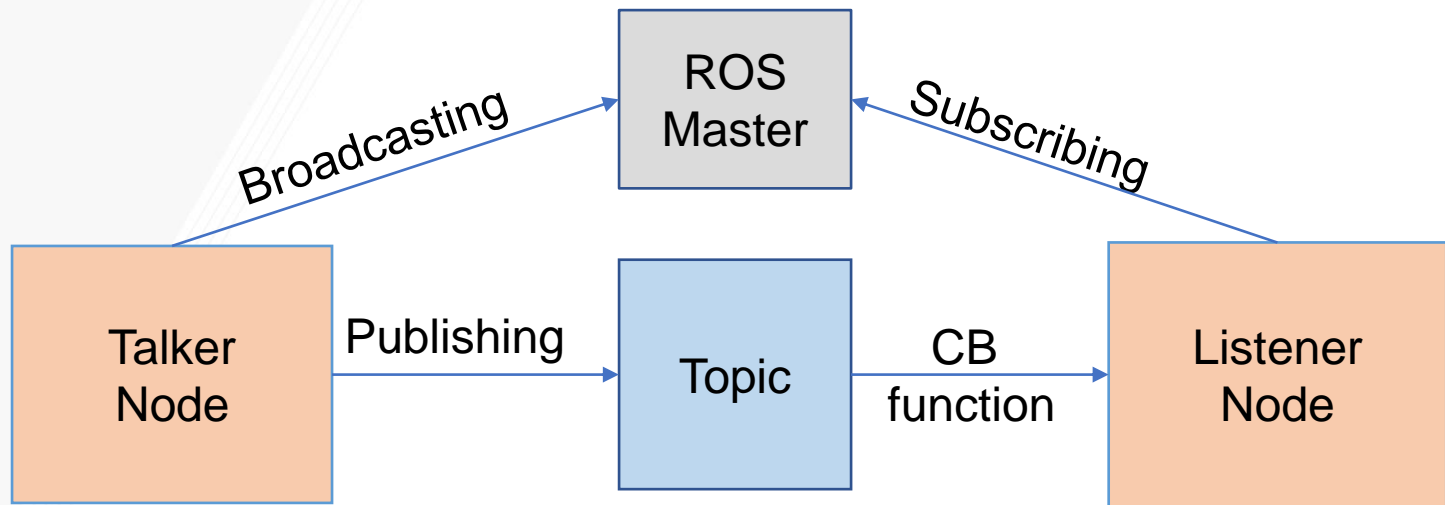 ROS
Master
Broadcasting
Subscribing
Talker
Node
Publishing
Topic
CB
function
Listener
Node